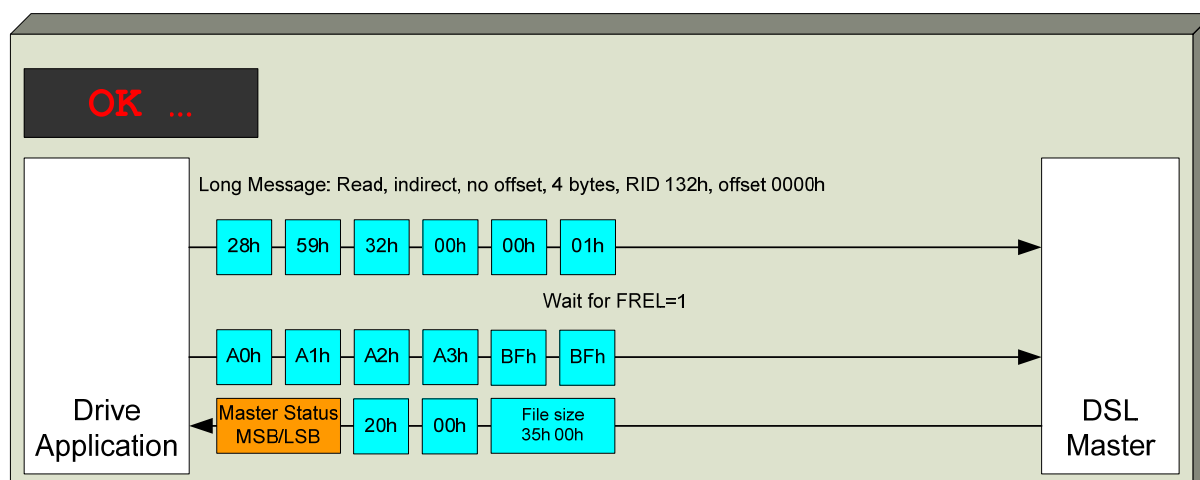 OK ...
Long Message: Read, indirect, no offset, 4 bytes, RID 132h, offset 0000h
28h 59h 32h 00h 00h 01h
Wait for FREL=1
A0h A1h A2h A3h BFh BFh
Drive
Application
Master Status
MSB/LSB
20h 00h
File size
35h 00h
DSL
Master